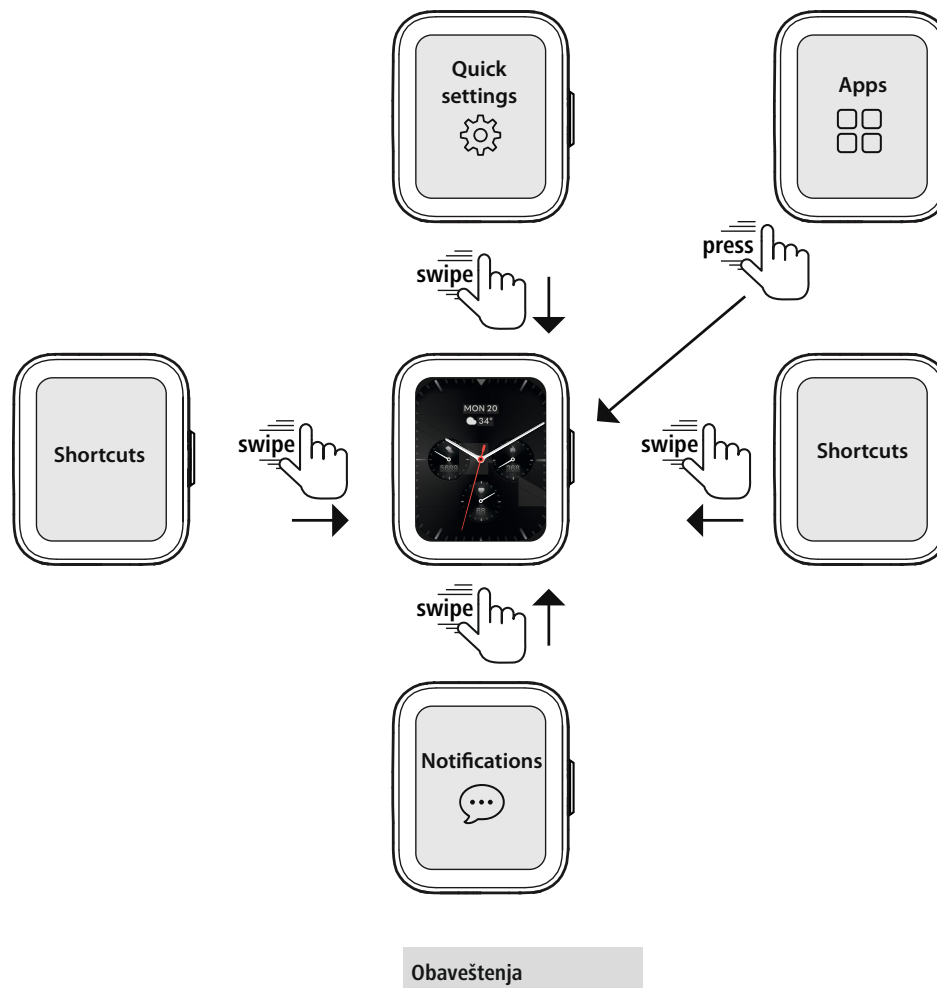 Quick
settings
Apps
press
swipe
MON 20
34°
Shortcuts
swipe
swipe
Shortcuts
swipe
Notifications
Obaveštenja